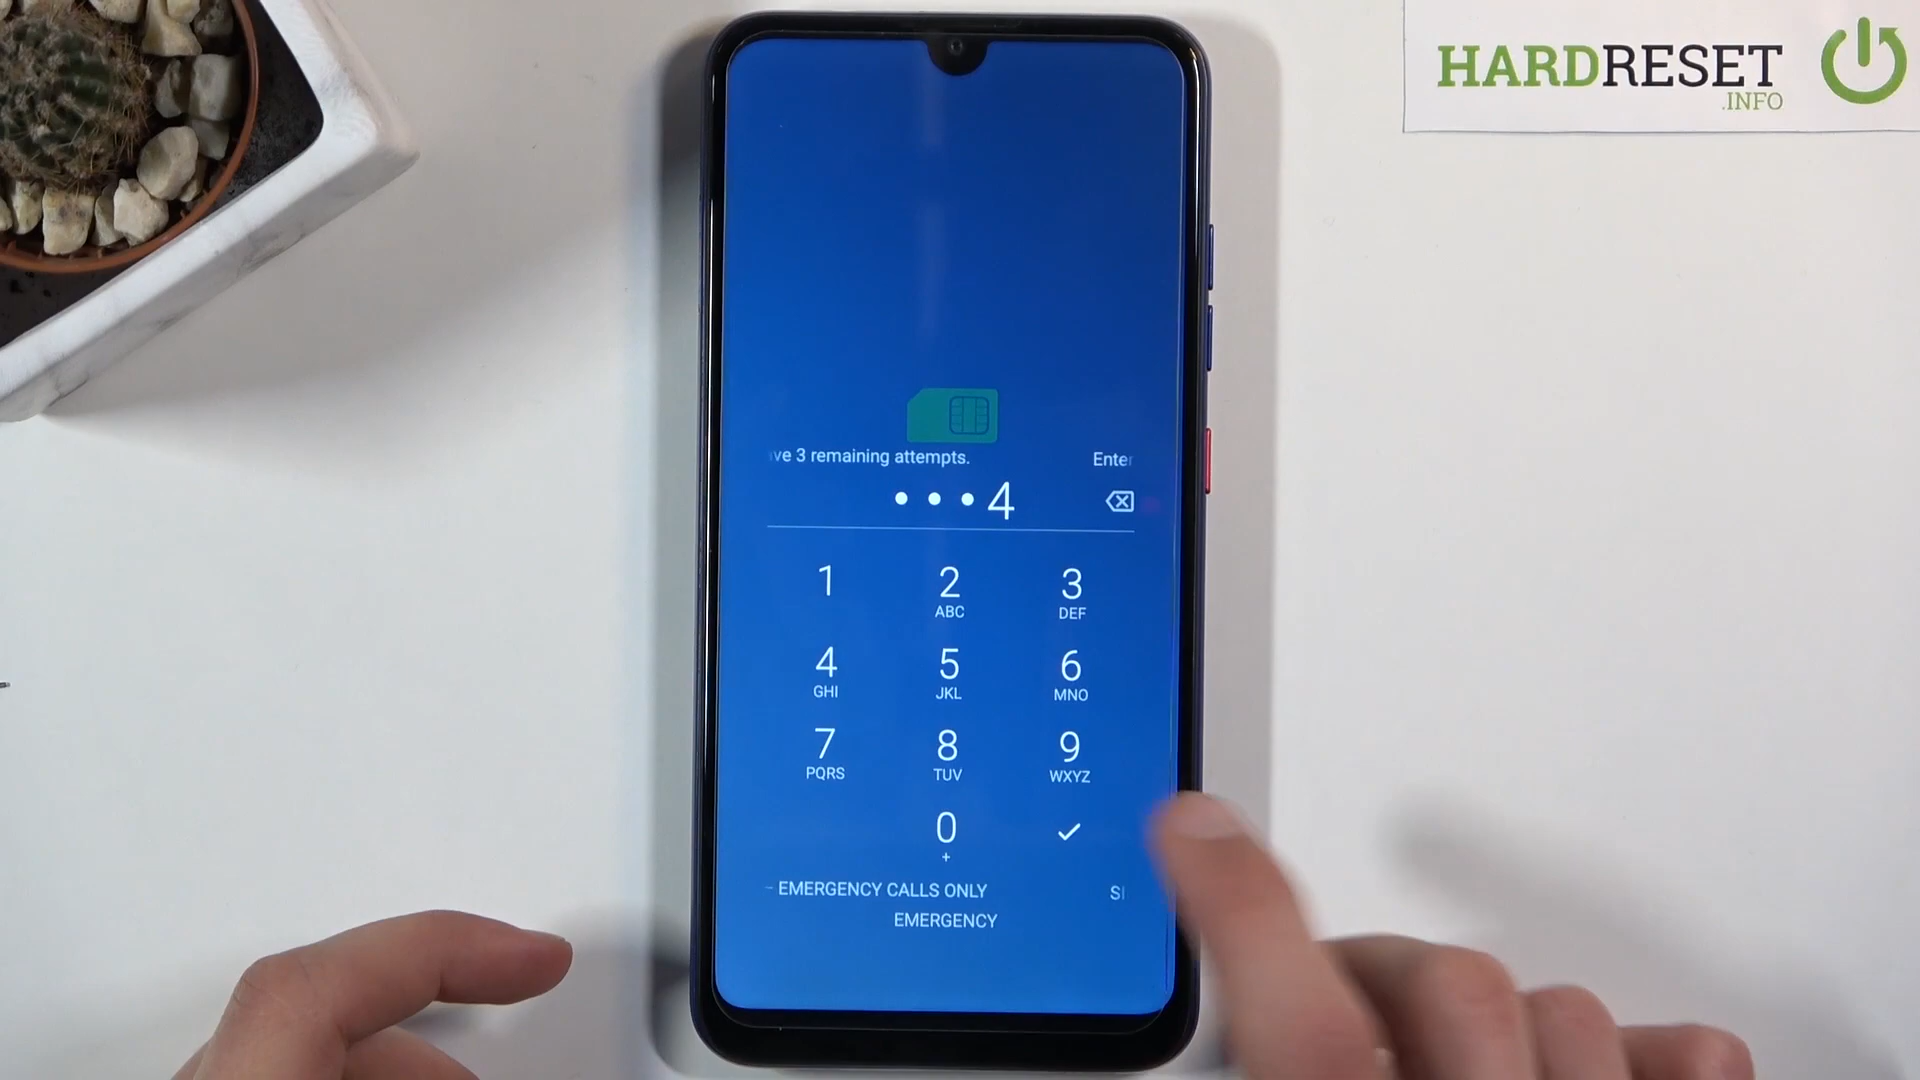 HARDRESET
.INFO
ve 3 remaining attempts. Enter
• • • 4
1 2 3
ABC DEF
4 5 6
GHI JKL MNO
7 8 9
PQRS TUV WXYZ
0
+
- EMERGENCY CALLS ONLY SI
EMERGENCY